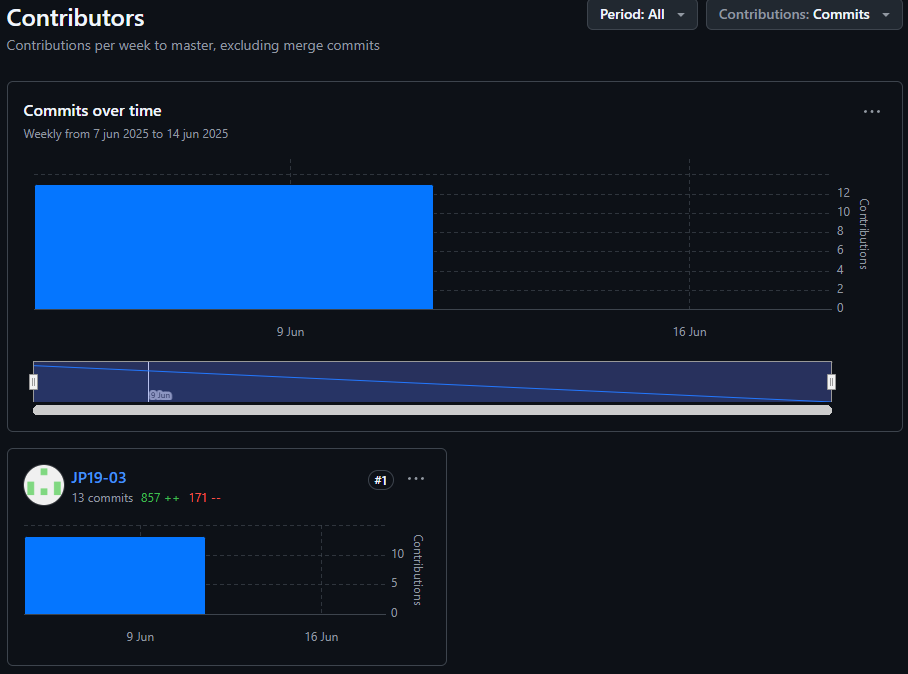 Contributors
Period: All
Contributions: Commits
Contributions per week to master, excluding merge commits
Commits over time
Weekly from 7 jun 2025 to 14 jun 2025
12
10
8
6
4
2
0
Contributions
9 Jun
16 Jun
9 Jun
JP19-03
#1
13 commits 857 ++ 171 --
10
5
0
Contributions
9 Jun
16 Jun